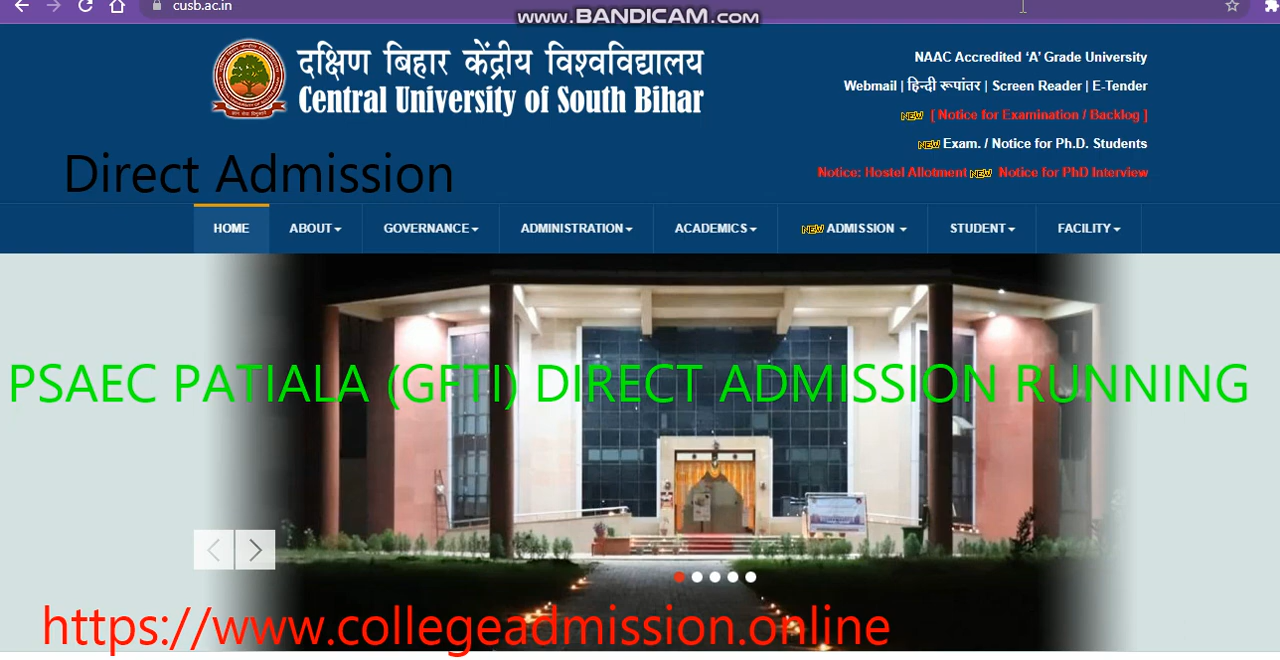 cusb.ac.in
www.BANDICAM.com
दक्षिण बिहार केंद्रीय विश्वविद्यालय
Central University of South Bihar
NAAC Accredited ‘A’ Grade University
Webmail | हिन्दी रूपांतर | Screen Reader | E-Tender
NEW [ Notice for Examination / Backlog ]
NEW Exam. / Notice for Ph.D. Students
Notice: Hostel Allotment NEW Notice for PhD Interview
Direct Admission
HOME ABOUT GOVERNANCE ADMINISTRATION ACADEMICS NEW ADMISSION STUDENT FACILITY
PSAEC PATIALA (GFTI) DIRECT ADMISSION RUNNING
https://www.collegeadmission.online